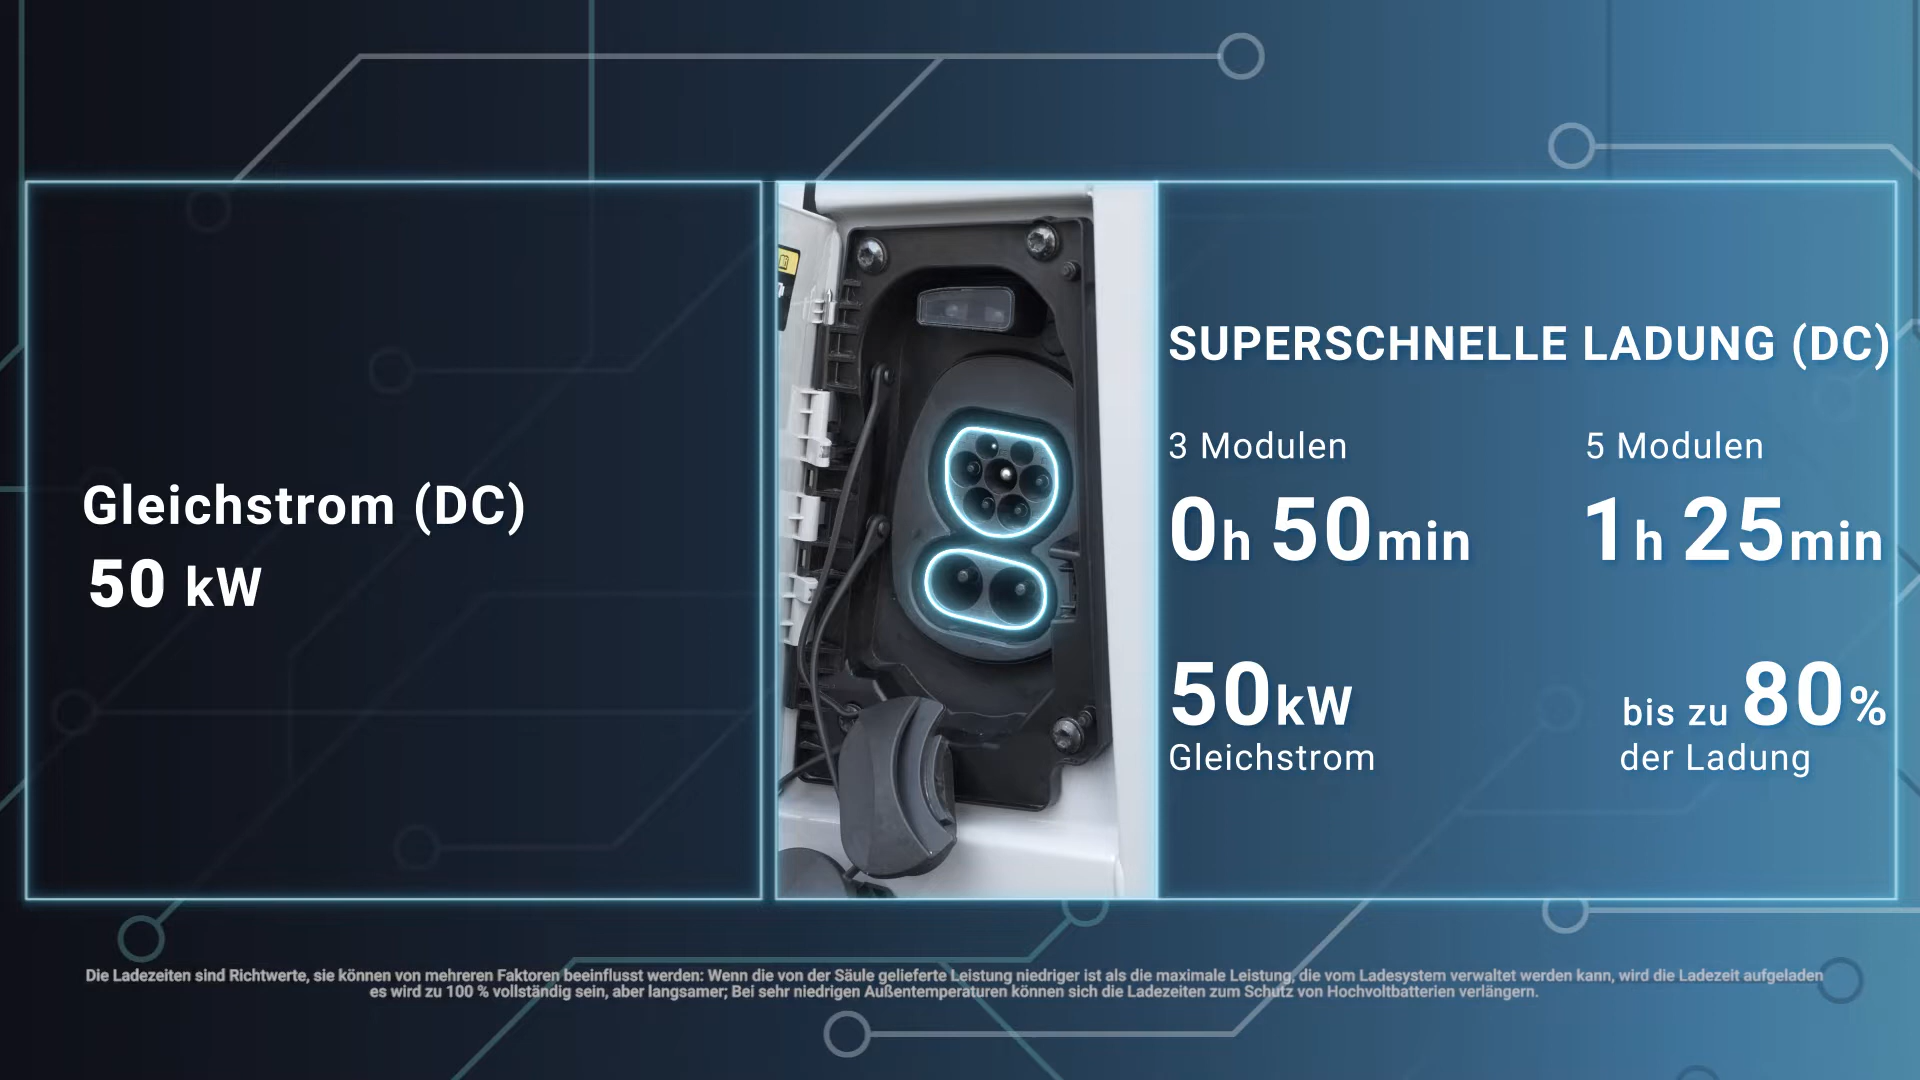 Gleichstrom (DC)
50 kW
SUPERSCHNELLE LADUNG (DC)
3 Modulen
0h 50min
5 Modulen
1h 25min
50kW
Gleichstrom
bis zu 80%
der Ladung
Die Ladezeiten sind Richtwerte, sie können von mehreren Faktoren beeinflusst werden: Wenn die von der Säule gelieferte Leistung niedriger ist als die maximale Leistung, die vom Ladesystem verwaltet werden kann, wird die Ladezeit aufgeladen
es wird zu 100 % vollständig sein, aber langsamer; Bei sehr niedrigen Außentemperaturen können sich die Ladezeiten zum Schutz von Hochvoltbatterien verlängern.